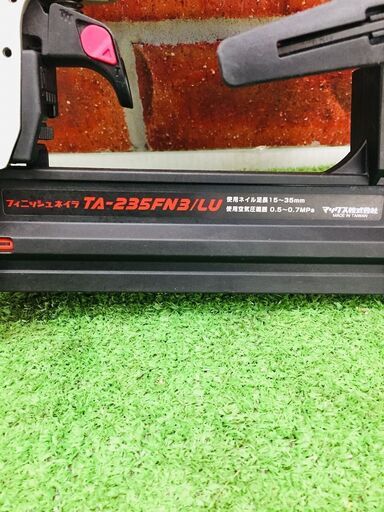 フィニッシュネイラ TA-235FN3/LU
使用ネイル足長15〜35mm
使用空気圧範囲 0.5〜0.7MPa
マックス株式会社
MADE IN TAIWAN